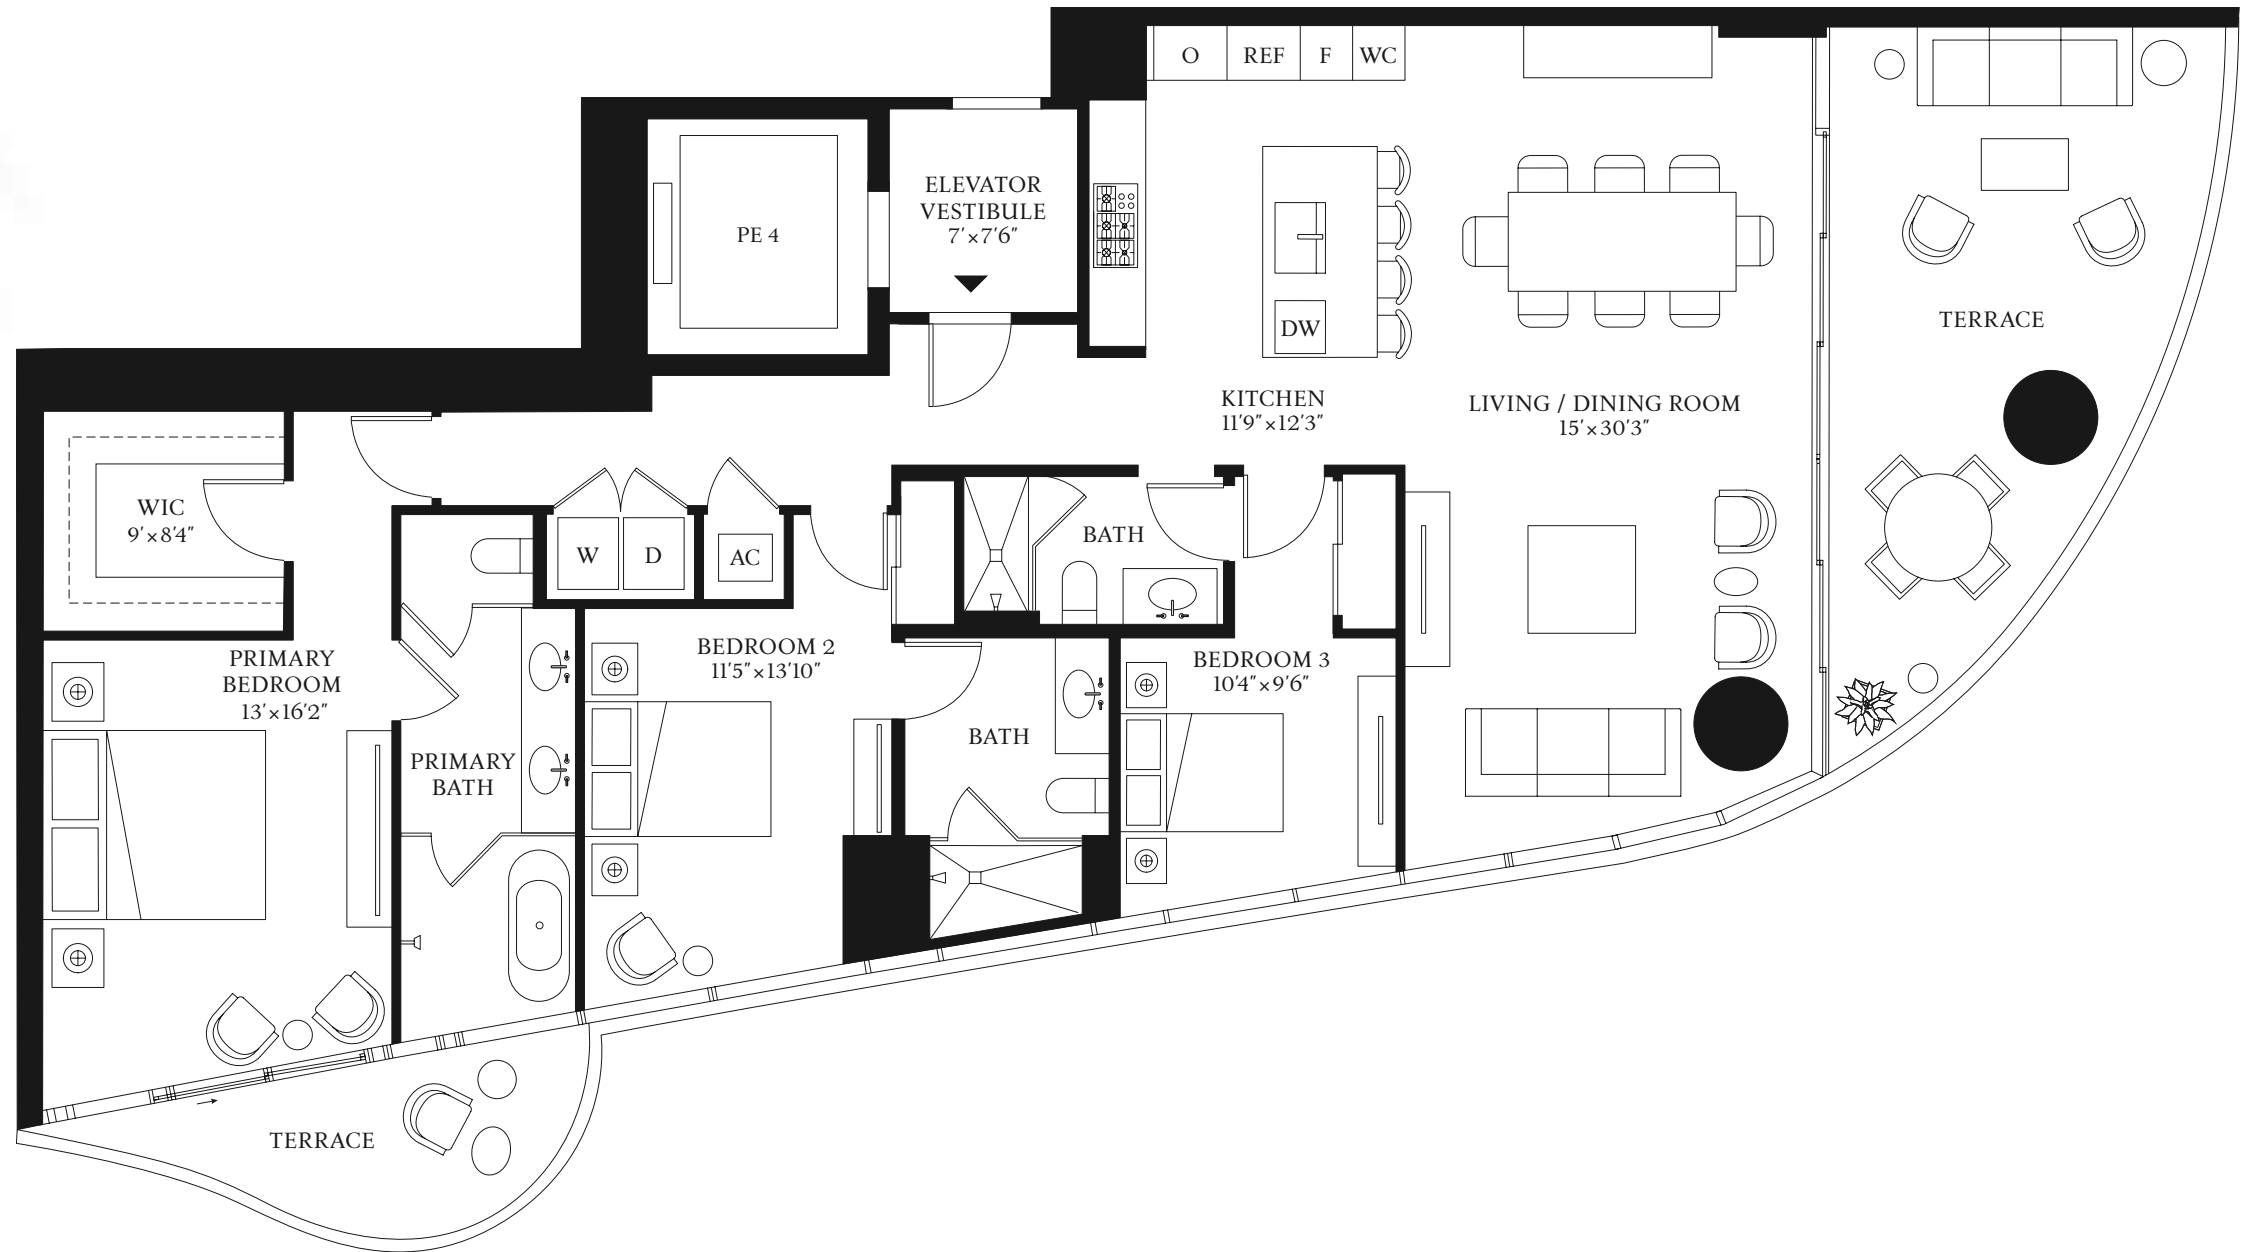 O
REF
F
WC
ELEVATOR
VESTIBULE
7'×7'6"
PE 4
DW
TERRACE
KITCHEN
11'9"×12'3"
LIVING / DINING ROOM
15'×30'3"
WIC
9'×8'4"
W
D
AC
BATH
PRIMARY
BEDROOM
13'×16'2"
BEDROOM 2
11'5"×13'10"
BEDROOM 3
10'4"×9'6"
PRIMARY
BATH
BATH
TERRACE